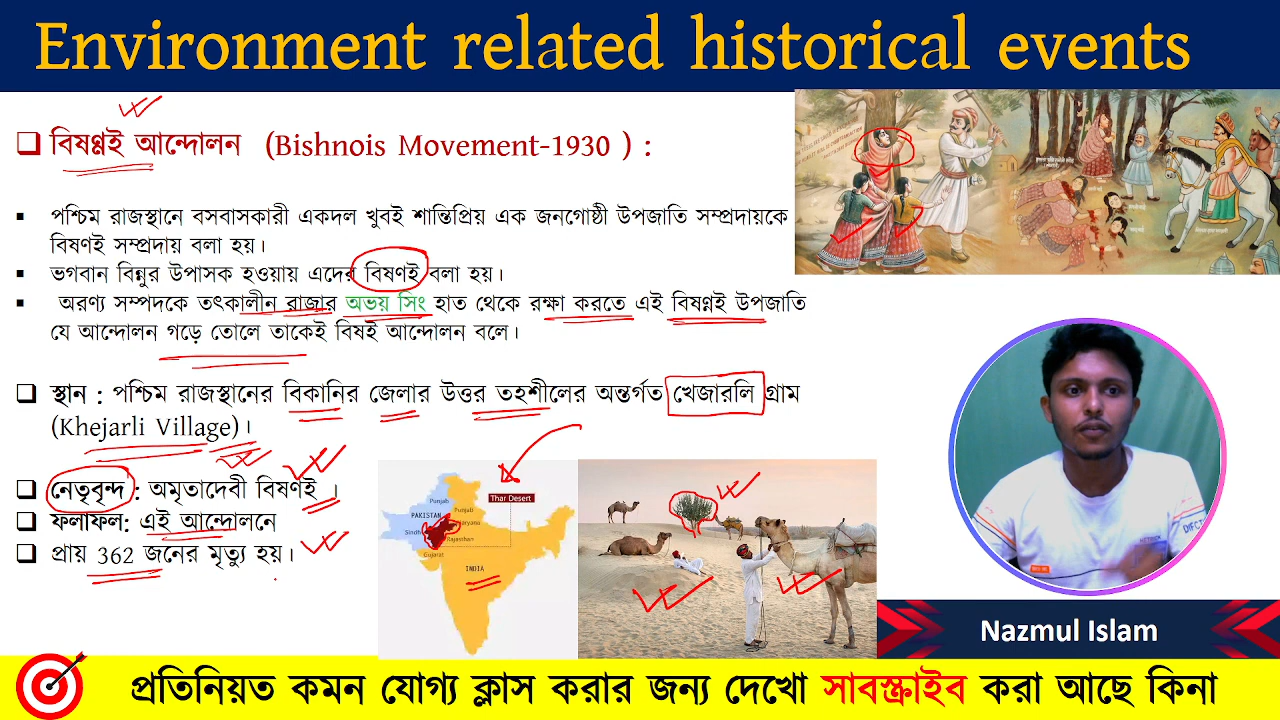 Environment related historical events
বিষণ্ণই আন্দোলন (Bishnois Movement-1930 ) :
পশ্চিম রাজস্থানে বসবাসকারী একদল খুবই শান্তিপ্রিয় এক জনগোষ্ঠী উপজাতি সম্প্রদায়কে
বিষণই সম্প্রদায় বলা হয়।
ভগবান বিন্নুর উপাসক হওয়ায় এদের বিষণই বলা হয়।
অরণ্য সম্পদকে তৎকালীন রাজার অভয় সিং হাত থেকে রক্ষা করতে এই বিষণ্ণই উপজাতি
যে আন্দোলন গড়ে তোলে তাকেই বিষই আন্দোলন বলে।
স্থান : পশ্চিম রাজস্থানের বিকানির জেলার উত্তর তহশীলের অন্তর্গত খেজারলি গ্রাম
(Khejarli Village)।
নেতৃবৃন্দ : অমৃতাদেবী বিষণই ।
ফলাফল: এই আন্দোলনে
প্রায় 362 জনের মৃত্যু হয়।
Thar Desert
Punjab
PAKISTAN
Punjab
Haryana
Sindh
Rajasthan
Gujarat
INDIA
Nazmul Islam
প্রতিনিয়ত কমন যোগ্য ক্লাস করার জন্য দেখো সাবস্ক্রাইব করা আছে কিনা